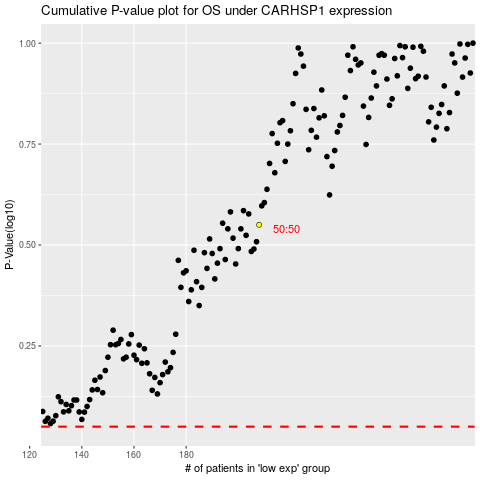 Cumulative P-value plot for OS under CARHSP1 expression
P-Value(log10)
1.00
0.75
0.50
0.25
50:50
120 140 160 180
# of patients in 'low exp' group